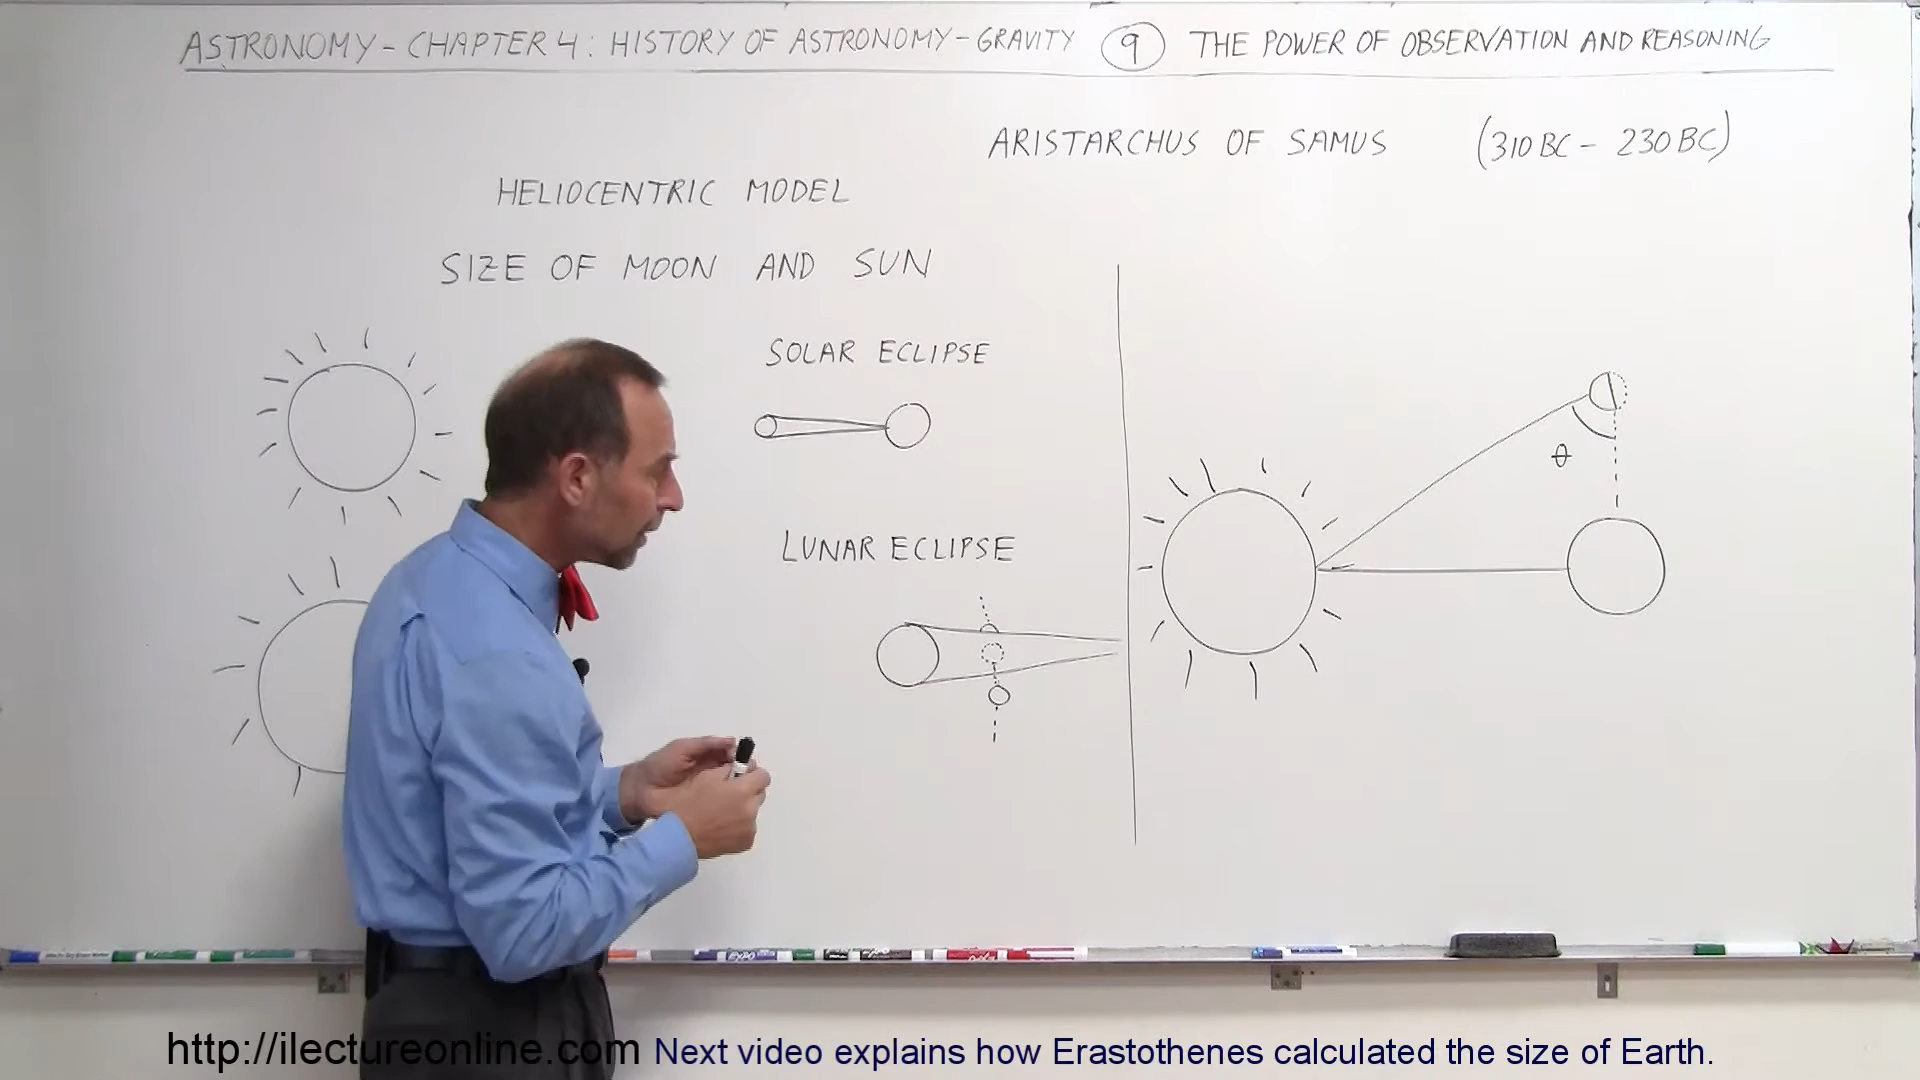 ASTRONOMY - CHAPTER 4 : HISTORY OF ASTRONOMY - GRAVITY 9 THE POWER OF OBSERVATION AND REASONING
ARISTARCHUS OF SAMUS (310 BC - 230 BC)
HELIOCENTRIC MODEL
SIZE OF MOON AND SUN
SOLAR ECLIPSE
θ
LUNAR ECLIPSE
EXPO
http://ilectureonline.com Next video explains how Erastothenes calculated the size of Earth.